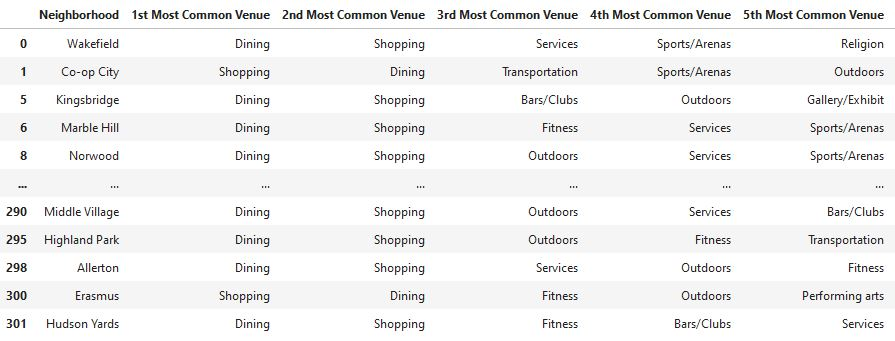 Neighborhood 1st Most Common Venue 2nd Most Common Venue 3rd Most Common Venue 4th Most Common Venue 5th Most Common Venue
0 Wakefield Dining Shopping Services Sports/Arenas Religion
1 Co-op City Shopping Dining Transportation Sports/Arenas Outdoors
5 Kingsbridge Dining Shopping Bars/Clubs Outdoors Gallery/Exhibit
6 Marble Hill Dining Shopping Fitness Services Sports/Arenas
8 Norwood Dining Shopping Outdoors Services Sports/Arenas
... ... ... ... ... ... ...
290 Middle Village Dining Shopping Outdoors Services Bars/Clubs
295 Highland Park Dining Shopping Outdoors Fitness Transportation
298 Allerton Dining Shopping Services Outdoors Fitness
300 Erasmus Shopping Dining Fitness Outdoors Performing arts
301 Hudson Yards Dining Shopping Fitness Bars/Clubs Services